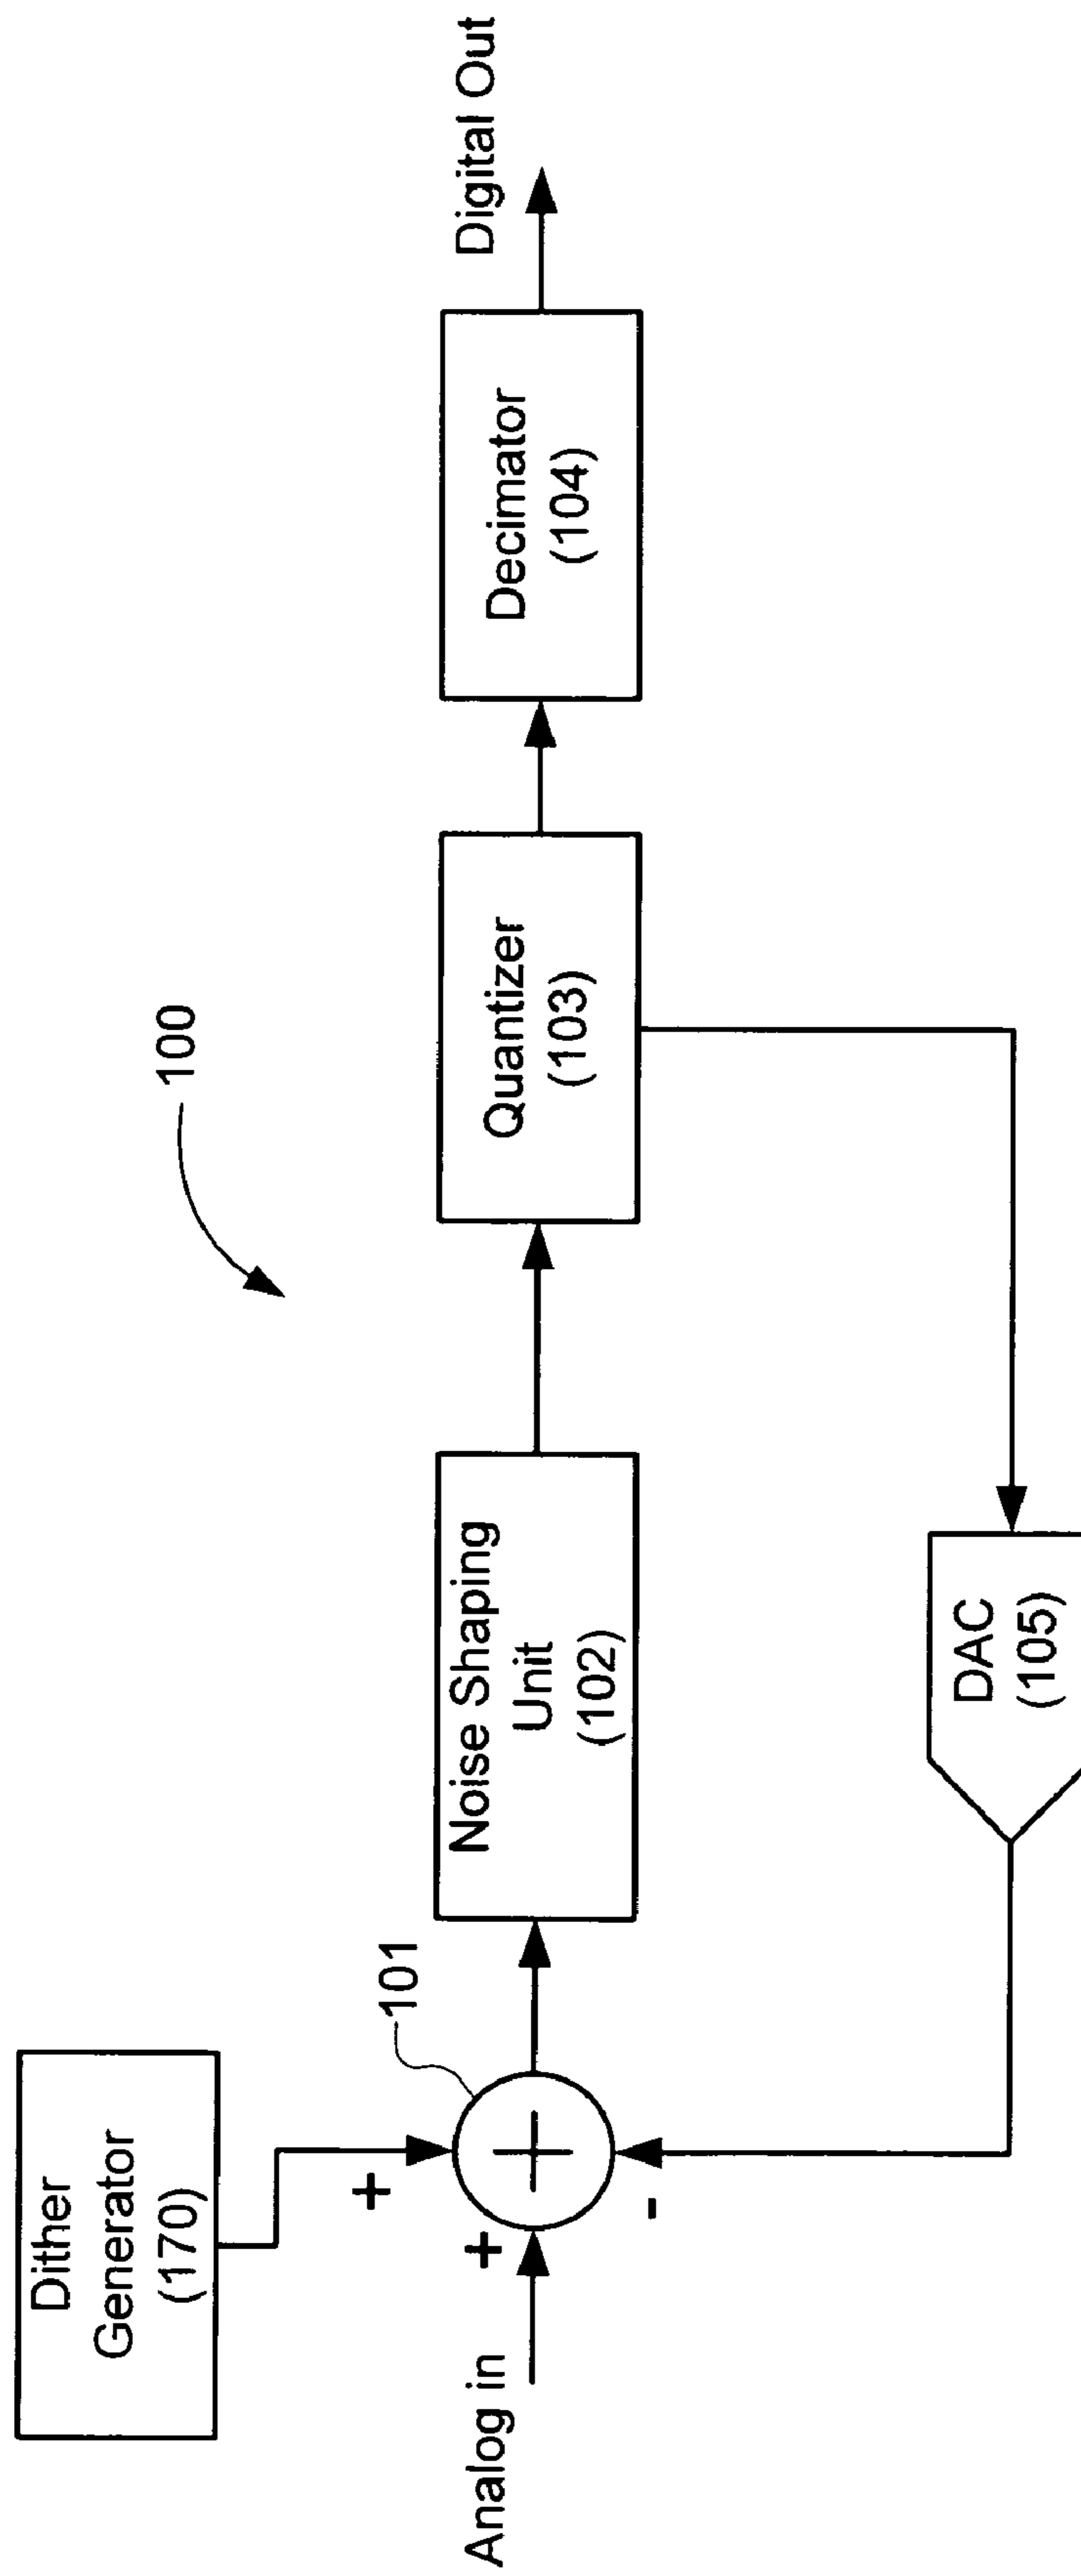 Dither
Generator
(170)
100
101
+
+
-
Analog in
Noise Shaping
Unit
(102)
Quantizer
(103)
Decimator
(104)
Digital Out
DAC
(105)